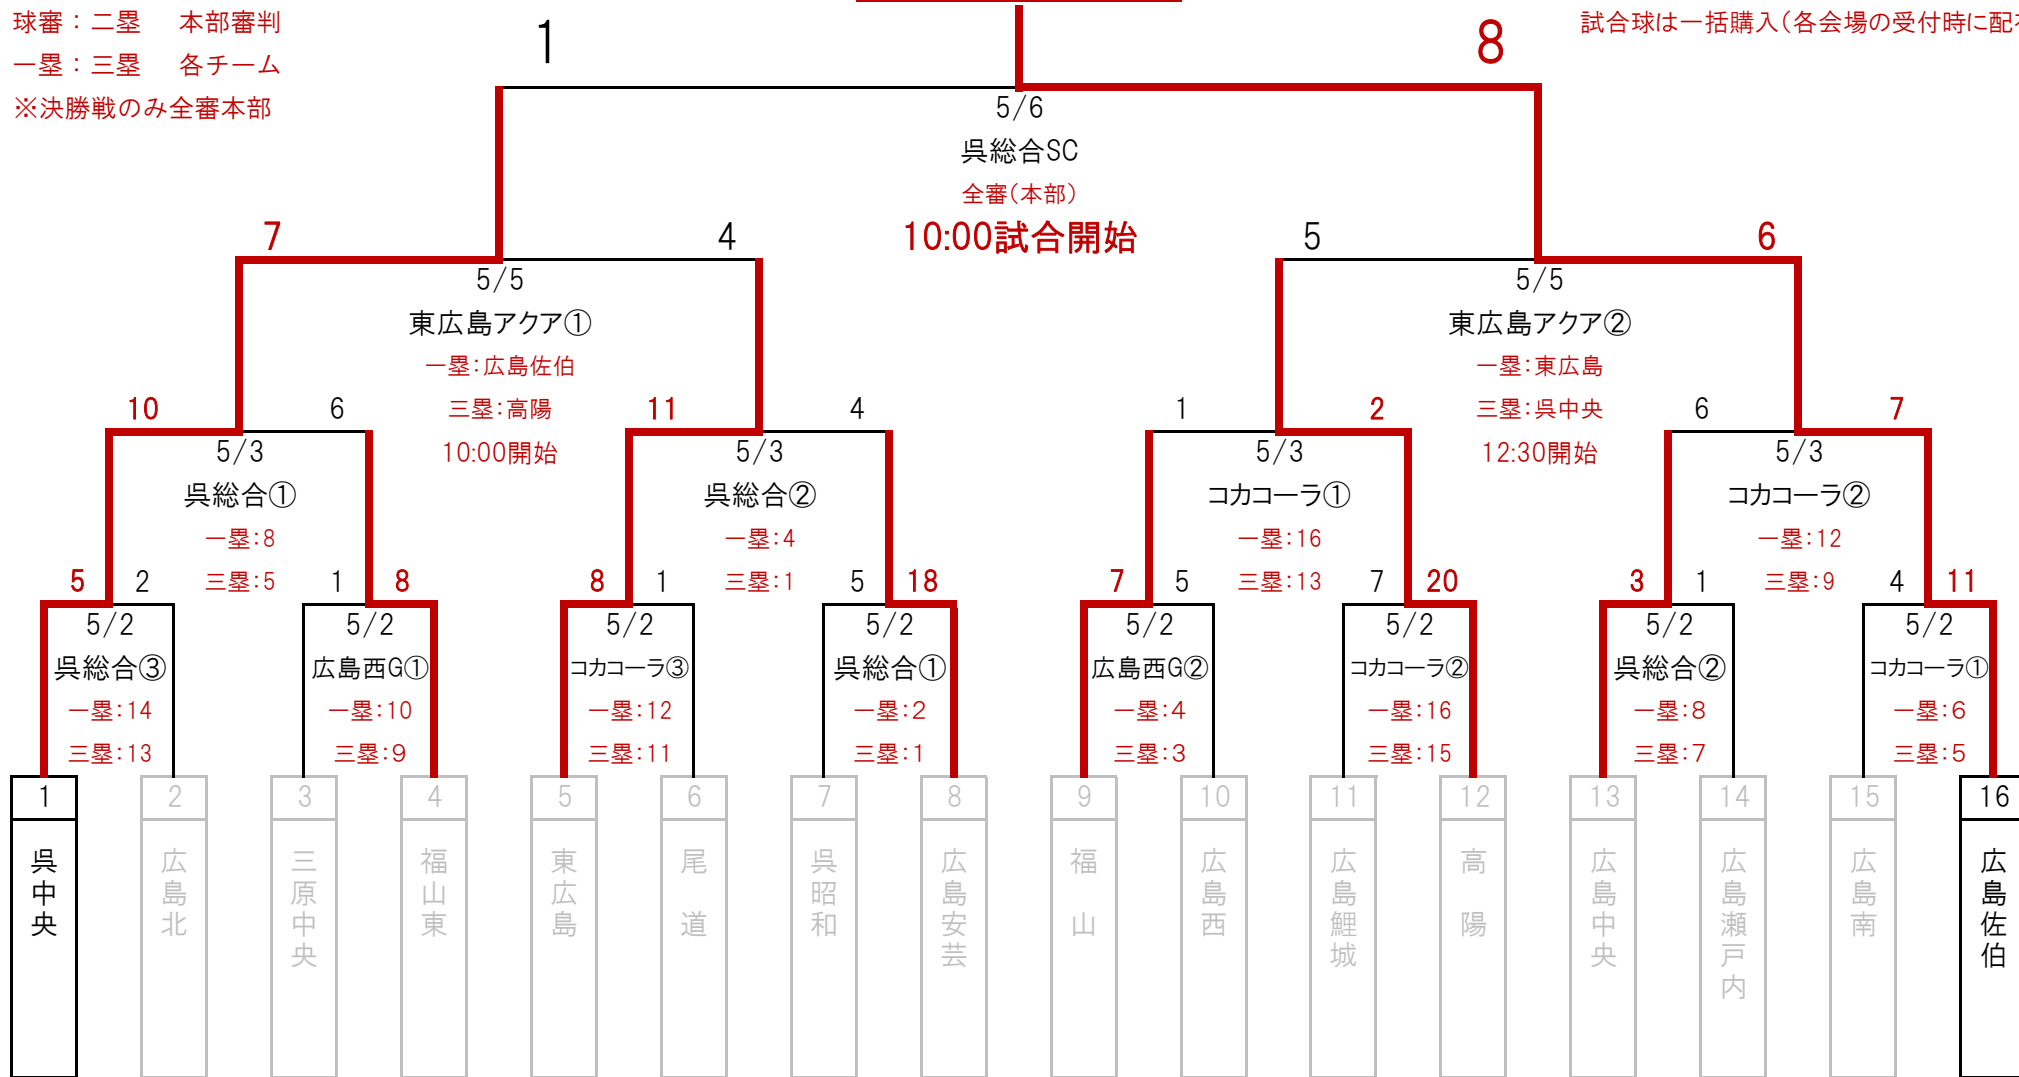 球審：二塁　本部審判
一塁：三塁　各チーム
※決勝戦のみ全審本部
試合球は一括購入（各会場の受付時に配
1
8
5/6
呉総合SC
全審（本部）
10:00試合開始
7
4
5
6
5/5
5/5
東広島アクア①
東広島アクア②
一塁：広島佐伯
一塁：東広島
三塁：高陽
三塁：呉中央
10:00開始
12:30開始
10
6
11
4
1
2
6
7
5/3
5/3
5/3
5/3
呉総合①
呉総合②
コカコーラ①
コカコーラ②
一塁：8
一塁：4
一塁：16
一塁：12
三塁：5
三塁：1
三塁：13
三塁：9
5
2
1
8
8
1
5
18
7
5
7
20
3
1
4
11
5/2
5/2
5/2
5/2
5/2
5/2
5/2
5/2
呉総合③
広島西G①
コカコーラ③
呉総合①
広島西G②
コカコーラ②
呉総合②
コカコーラ①
一塁：14
一塁：10
一塁：12
一塁：2
一塁：4
一塁：16
一塁：8
一塁：6
三塁：13
三塁：9
三塁：11
三塁：1
三塁：3
三塁：15
三塁：7
三塁：5
1
2
3
4
5
6
7
8
9
10
11
12
13
14
15
16
呉中央
広島北
三原中央
福山東
東広島
尾　道
呉昭和
広島安芸
福　山
広島西
広島鯉城
高　陽
広島中央
広島瀬戸内
広島南
広島佐伯